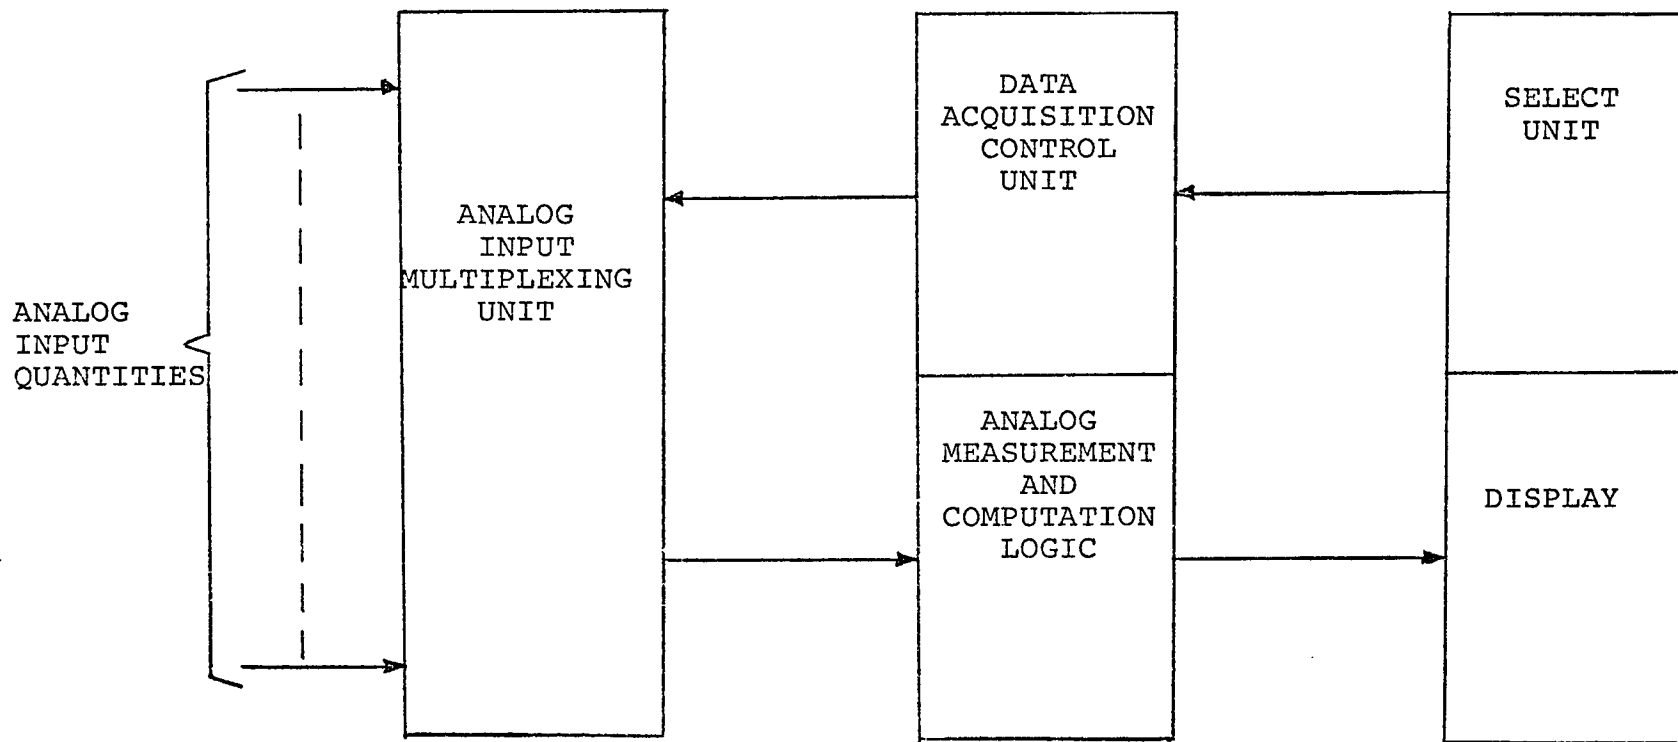 ANALOG
INPUT
QUANTITIES
ANALOG
INPUT
MULTIPLEXING
UNIT
DATA
ACQUISITION
CONTROL
UNIT
ANALOG
MEASUREMENT
AND
COMPUTATION
LOGIC
SELECT
UNIT
DISPLAY